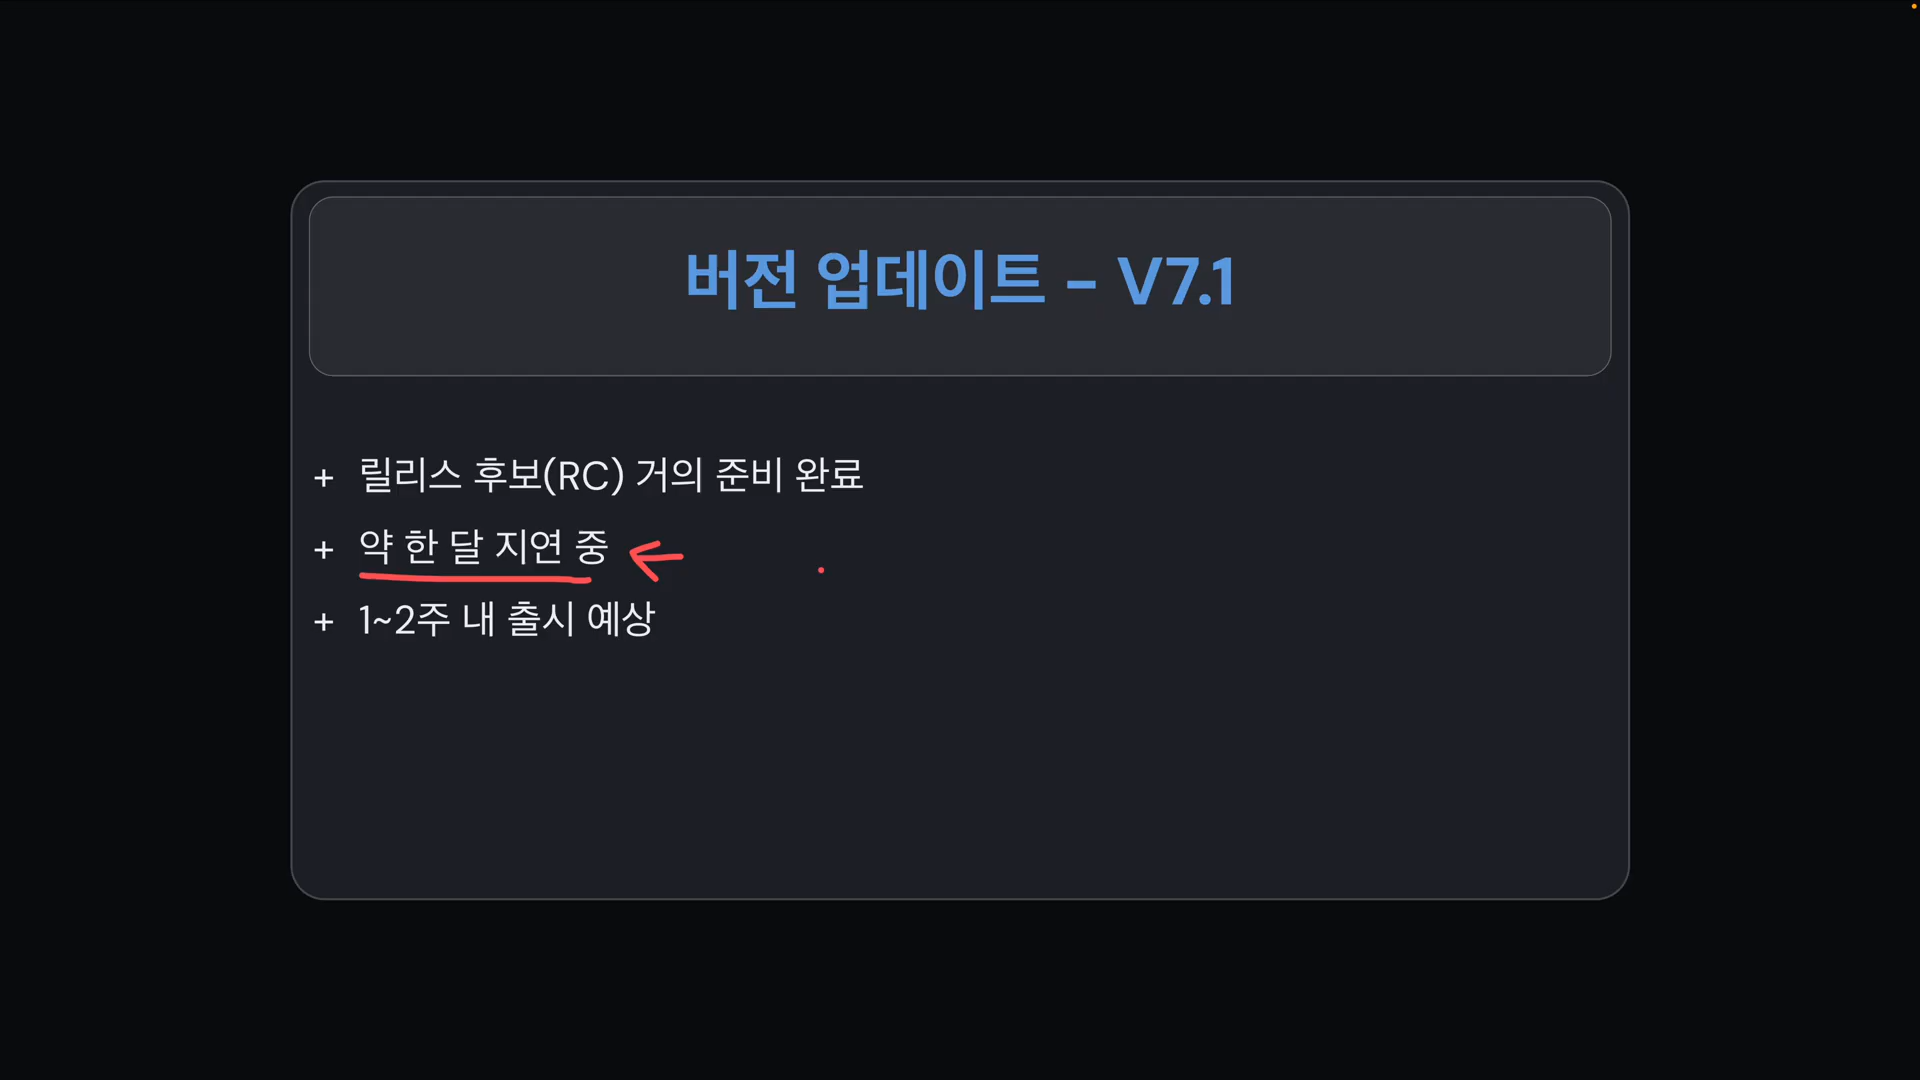 버전 업데이트 – V7.1
+ 릴리스 후보(RC) 거의 준비 완료
+ 약 한 달 지연 중
+ 1~2주 내 출시 예상